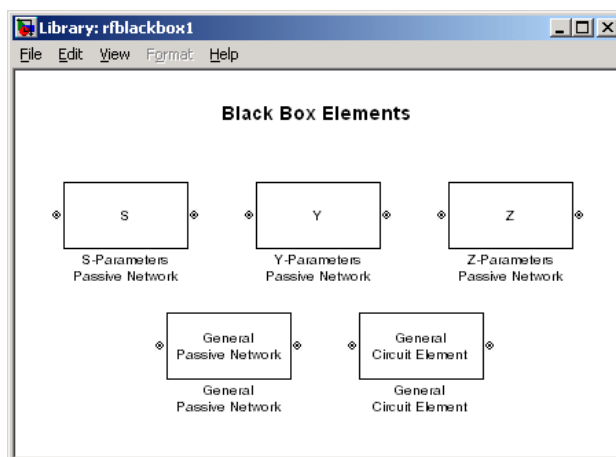 Library: rfblackbox1
File Edit View Format Help
Black Box Elements
S Y Z
S-Parameters Y-Parameters Z-Parameters
Passive Network Passive Network Passive Network
General General
Passive Network Circuit Element
General General
Passive Network Circuit Element